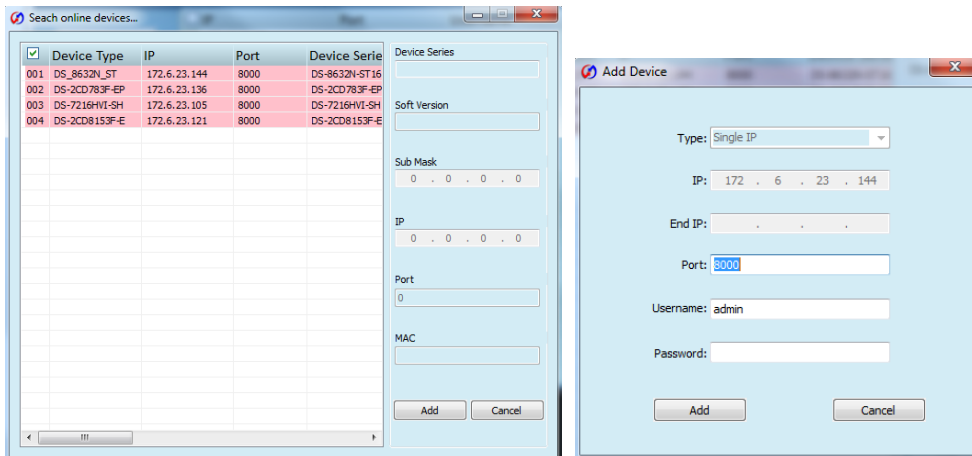 Seach online devices...
Device Type IP Port Device Serie
001 DS_8632N_ST 172.6.23.144 8000 DS-8632N-ST16
002 DS-2CD783F-EP 172.6.23.136 8000 DS-2CD783F-EP
003 DS-7216HVI-SH 172.6.23.105 8000 DS-7216HVI-SH
004 DS-2CD8153F-E 172.6.23.121 8000 DS-2CD8153F-E
Device Series
Soft Version
Sub Mask
0 . 0 . 0 . 0
IP
0 . 0 . 0 . 0
Port
0
MAC
Add Cancel
Add Device
Type: Single IP
IP: 172 . 6 . 23 . 144
End IP: . . .
Port: 8000
Username: admin
Password:
Add Cancel